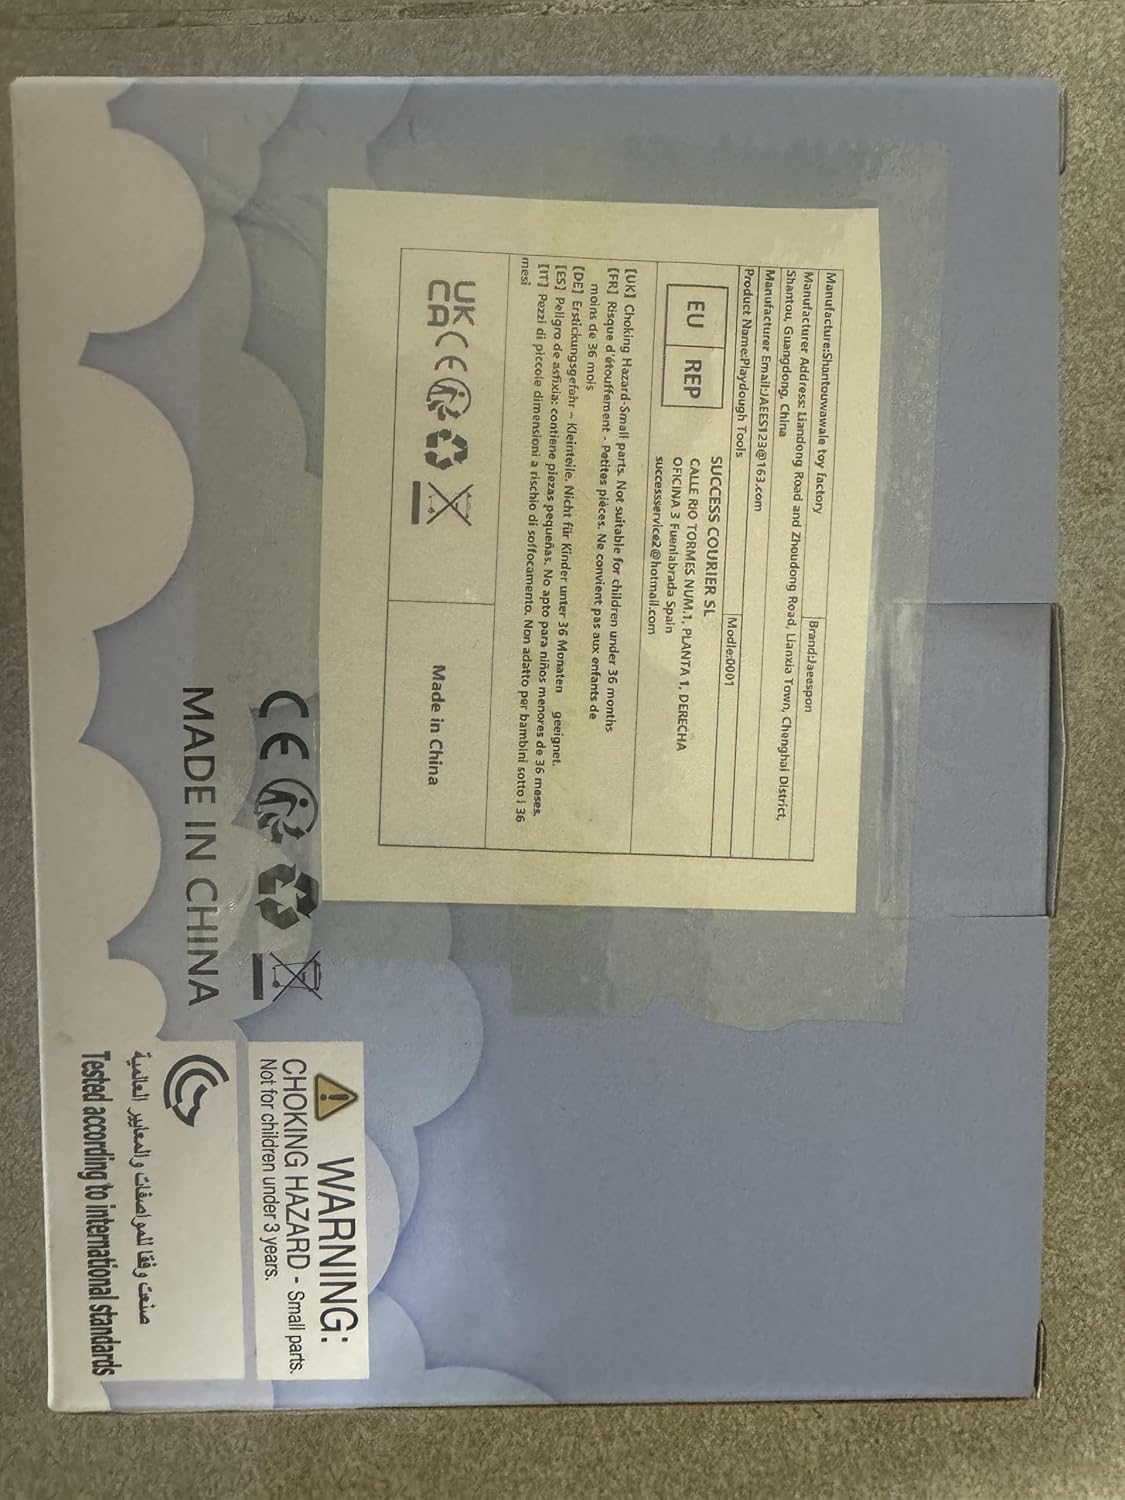 Manufacture:Shantouwawale toy factory
Brand:Jaeespon
Manufacturer Address: Liandong Road and Zhoudong Road, Lianxia Town, Chenghai District,
Shantou, Guangdong, China
Manufacturer Email:JAEES123@163.com
Product Name:Playdough Tools
Modle:0001
EU REP
SUCCESS COURIER SL
CALLE RIO TORMES NUM.1, PLANTA 1, DERECHA
OFICINA 3 Fuenlabrada Spain
successservice2@hotmail.com
[UK] Choking Hazard-Small parts. Not suitable for children under 36 months
[FR] Risque d'étouffement - Petites pièces. Ne convient pas aux enfants de
moins de 36 mois
[DE] Erstickungsgefahr – Kleinteile. Nicht für Kinder unter 36 Monaten geeignet.
[ES] Peligro de asfixia: contiene piezas pequeñas. No apto para niños menores de 36 meses.
[IT] Pezzi di piccole dimensioni a rischio di soffocamento. Non adatto per bambini sotto i 36
mesi
UK
CA CE
Made in China
CE
MADE IN CHINA
WARNING:
CHOKING HAZARD - Small parts.
Not for children under 3 years.
صنعت وفقا للمواصفات والمعايير العالمية
Tested according to international standards